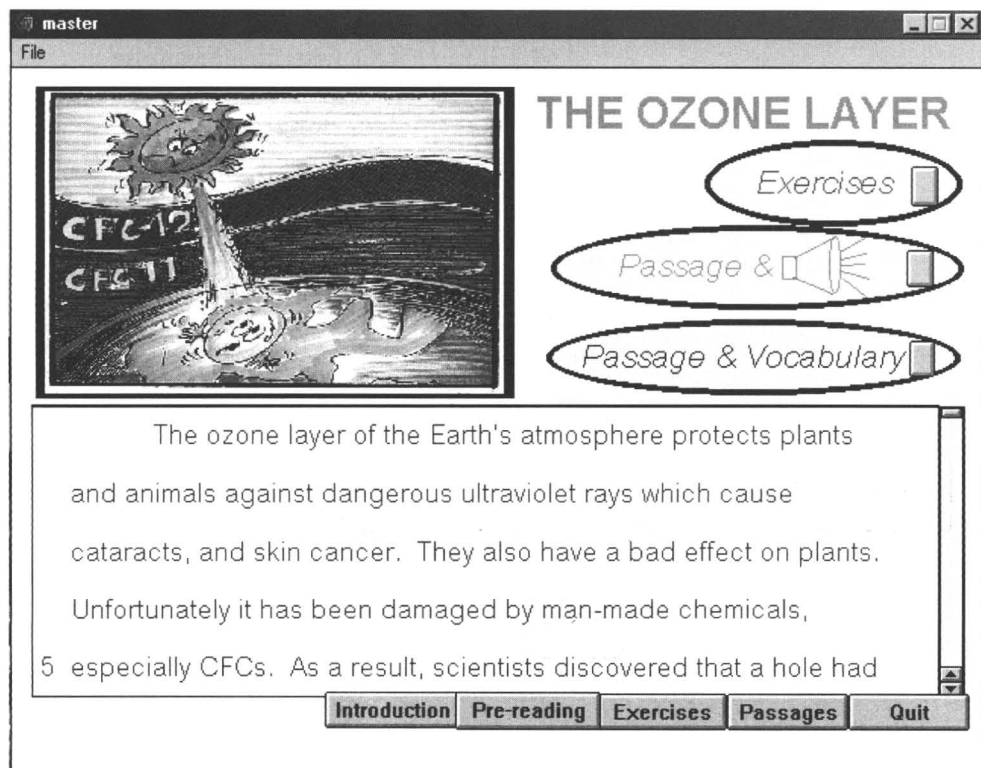 master
File
THE OZONE LAYER
CFC-12
CFC 11
Exercises
Passage &
Passage & Vocabulary
The ozone layer of the Earth's atmosphere protects plants
and animals against dangerous ultraviolet rays which cause
cataracts, and skin cancer. They also have a bad effect on plants.
Unfortunately it has been damaged by man-made chemicals,
5 especially CFCs. As a result, scientists discovered that a hole had
Introduction Pre-reading Exercises Passages Quit